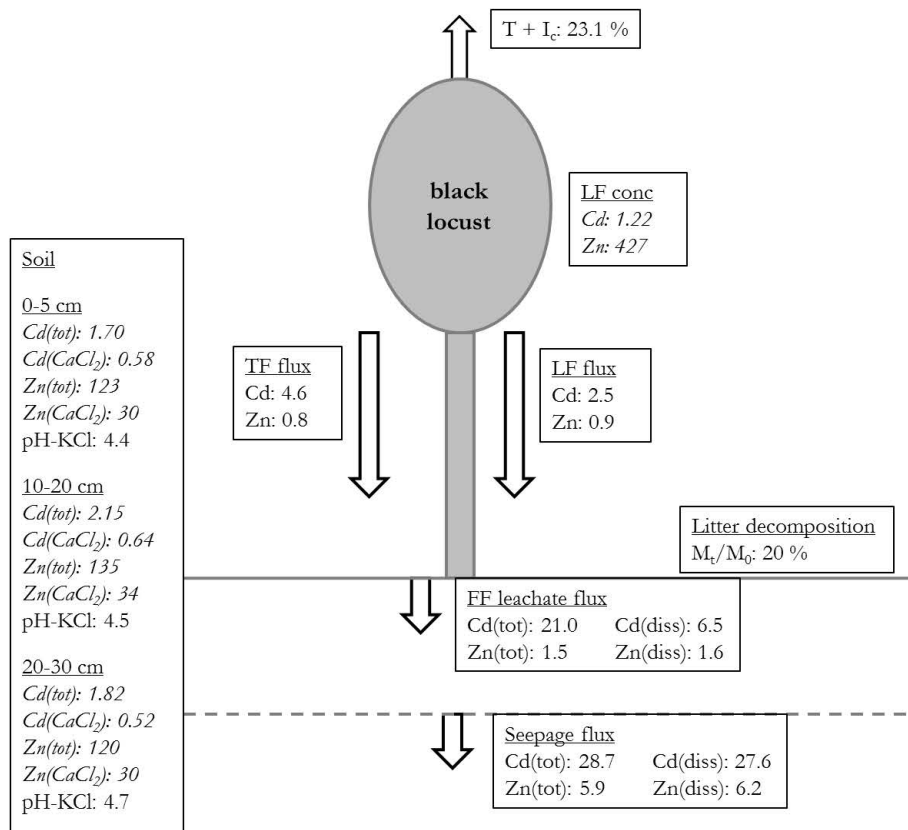 T + Ic: 23.1 %
black
locust
LF conc
Cd: 1.22
Zn: 427
Soil
0-5 cm
Cd(tot): 1.70
Cd(CaCl2): 0.58
Zn(tot): 123
Zn(CaCl2): 30
pH-KCl: 4.4
10-20 cm
Cd(tot): 2.15
Cd(CaCl2): 0.64
Zn(tot): 135
Zn(CaCl2): 34
pH-KCl: 4.5
20-30 cm
Cd(tot): 1.82
Cd(CaCl2): 0.52
Zn(tot): 120
Zn(CaCl2): 30
pH-KCl: 4.7
TF flux
Cd: 4.6
Zn: 0.8
LF flux
Cd: 2.5
Zn: 0.9
Litter decomposition
Mt/M0: 20 %
FF leachate flux
Cd(tot): 21.0 Cd(diss): 6.5
Zn(tot): 1.5 Zn(diss): 1.6
Seepage flux
Cd(tot): 28.7 Cd(diss): 27.6
Zn(tot): 5.9 Zn(diss): 6.2